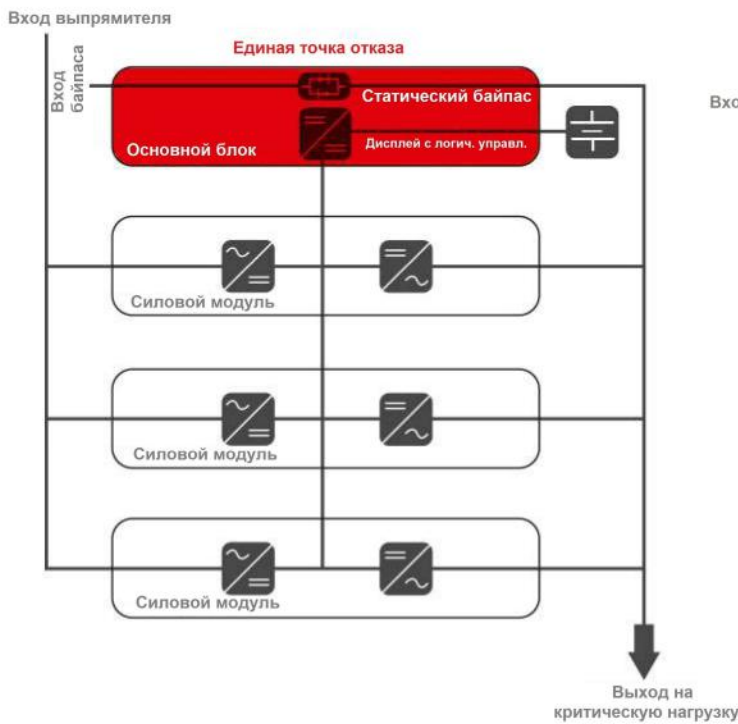 Вход выпрямителя
Единая точка отказа
Вход
байпаса
Статический байпас
Основной блок
Дисплей с логич. управл.
Силовой модуль
Силовой модуль
Силовой модуль
Выход на
критическую нагрузку